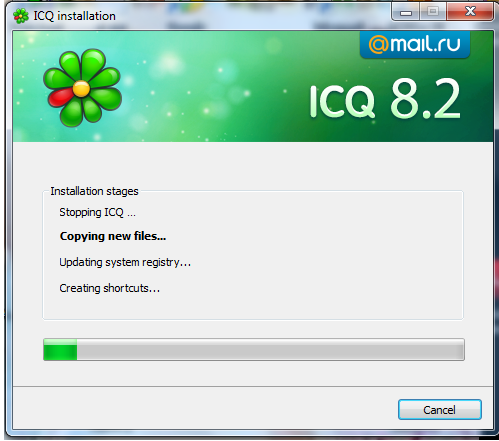 ICQ installation
@mail.ru
ICQ 8.2
Installation stages
Stopping ICQ ...
Copying new files...
Updating system registry...
Creating shortcuts...
Cancel